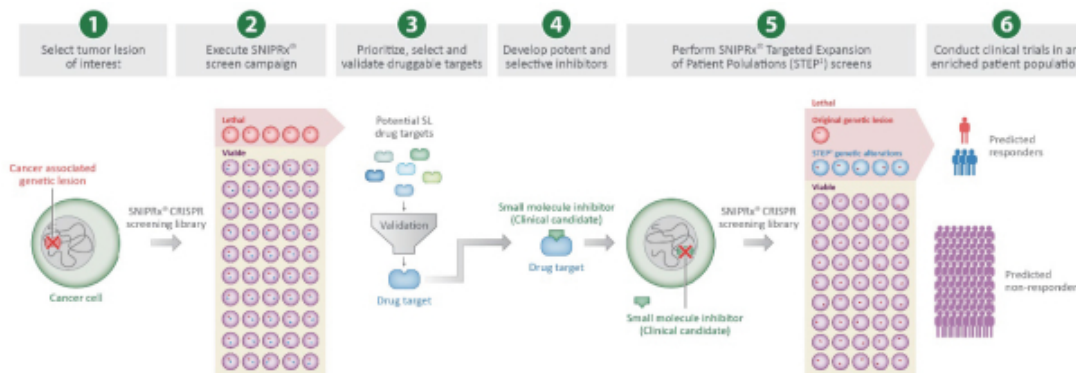 1
Select tumor lesion
of interest
2
Execute SNIPRx®
screen campaign
3
Prioritize, select and
validate druggable targets
4
Develop potent and
selective inhibitors
5
Perform SNIPRx® Targeted Expansion
of Patient Polulations (STEP²) screens
6
Conduct clinical trials in an
enriched patient population
Cancer associated
genetic lesion
Cancer cell
SNIPRx® CRISPR
screening library
Lethal
Viable
Potential SL
drug targets
Validation
Drug target
Small molecule inhibitor
(Clinical candidate)
Drug target
Small molecule inhibitor
(Clinical candidate)
SNIPRx® CRISPR
screening library
Lethal
Original genetic lesion
STEP² genetic alterations
Viable
Predicted
responders
Predicted
non-responder